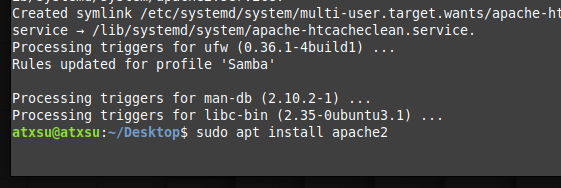 Created symlink /etc/systemd/system/multi-user.target.wants/apache-ht
service → /lib/systemd/system/apache-htcacheclean.service.
Processing triggers for ufw (0.36.1-4build1) ...
Rules updated for profile 'Samba'
Processing triggers for man-db (2.10.2-1) ...
Processing triggers for libc-bin (2.35-0ubuntu3.1) ...
atxsu@atxsu:~/Desktop$ sudo apt install apache2